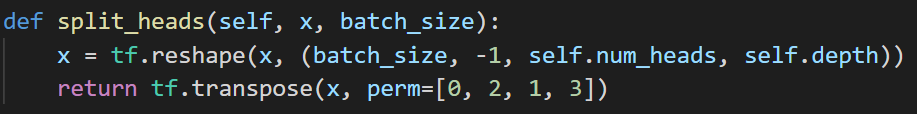 def split_heads(self, x, batch_size):
    x = tf.reshape(x, (batch_size, -1, self.num_heads, self.depth))
    return tf.transpose(x, perm=[0, 2, 1, 3])